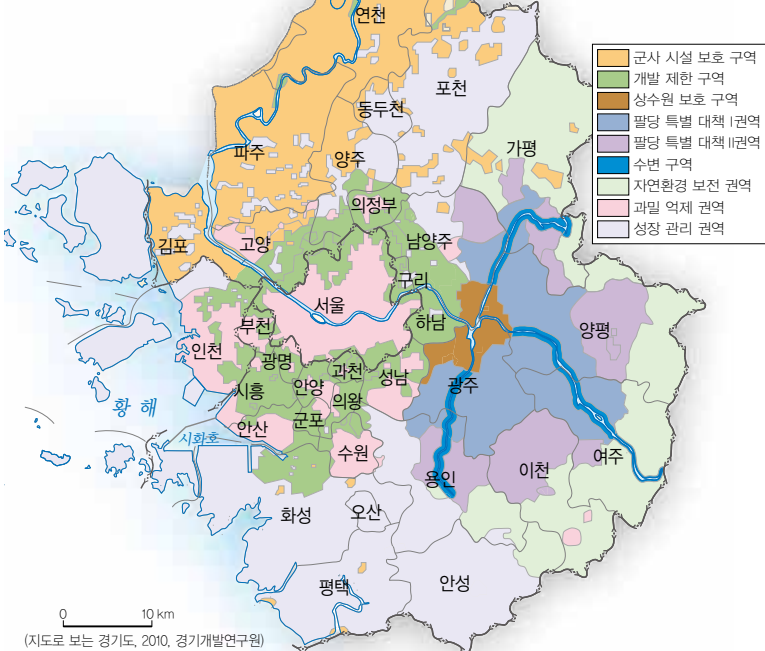 연천
포천
동두천
파주
양주
가평
의정부
김포
고양
남양주
구리
서울
하남
부천
인천
양평
광명
과천
성남
시흥
안양
의왕
광주
황해
안산
군포
시화호
수원
여주
이천
용인
화성
오산
평택
안성
군사 시설 보호 구역
개발 제한 구역
상수원 보호 구역
팔당 특별 대책 Ⅰ권역
팔당 특별 대책 Ⅱ권역
수변 구역
자연환경 보전 권역
과밀 억제 권역
성장 관리 권역
0 10 km
(지도로 보는 경기도, 2010, 경기개발연구원)